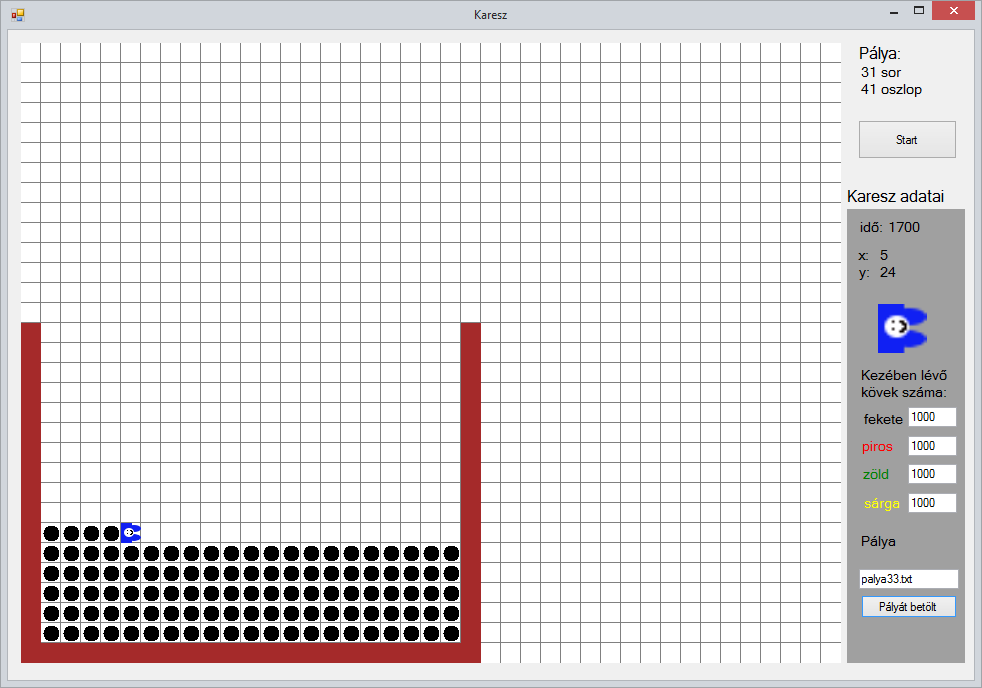 Karesz
Pálya:
31 sor
41 oszlop
Start
Karesz adatai
idő: 1700
x: 5
y: 24
Kezében lévő
kövek száma:
fekete 1000
piros 1000
zöld 1000
sárga 1000
Pálya
palya33.txt
Pályát betölt